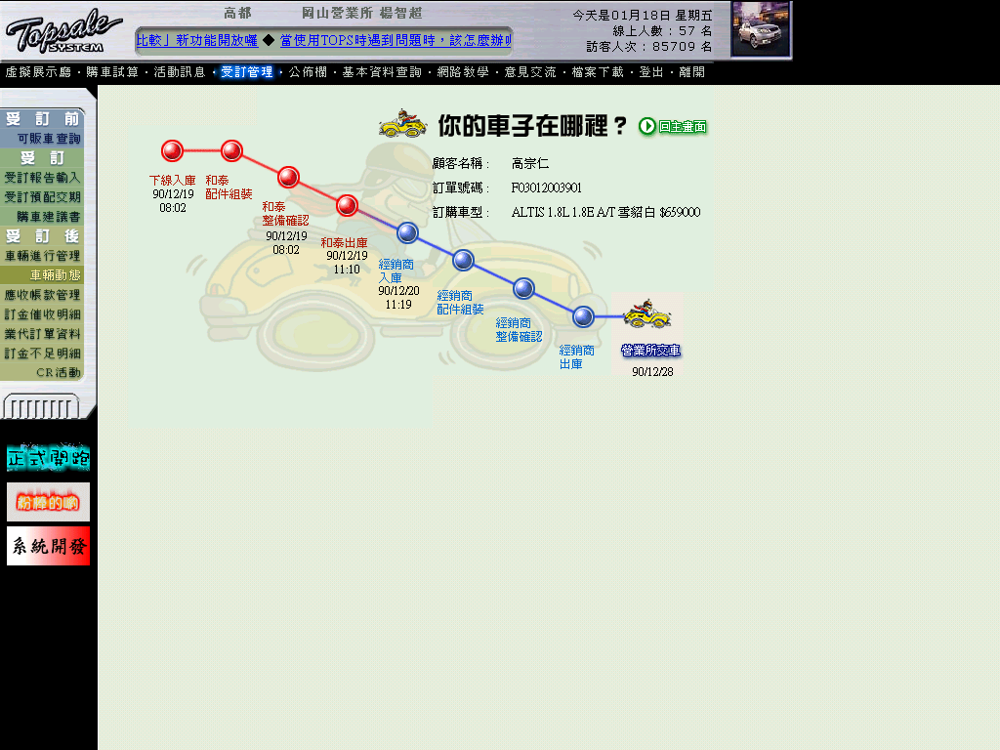 Topsale
SYSTEM
高都 岡山營業所 楊智超
比較」新功能開放囉 ◆ 當使用TOPS時遇到問題時，該怎麼辦
今天是01月18日 星期五
線上人數：57 名
訪客人次：85709 名
虛擬展示廳・購車試算・活動訊息・受訂管理・公佈欄・基本資料查詢・網路教學・意見交流・檔案下載・登出・離開
受 訂 前
可販車查詢
受 訂
受訂報告輸入
受訂預配交期
購車建議書
受 訂 後
車輛進行管理
車輛動態
應收帳款管理
訂金催收明細
業代訂單資料
訂金不足明細
CR活動
正式開跑
粉棒的喲
系統開發
你的車子在哪裡？
回主畫面
顧客名稱： 高宗仁
訂單號碼： F03012003901
訂購車型： ALTIS 1.8L 1.8E A/T 雪貂白 $659000
下線入庫
90/12/19
08:02
和泰
配件組裝
和泰
整備確認
90/12/19
08:02
和泰出庫
90/12/19
11:10
經銷商
入庫
90/12/20
11:19
經銷商
配件組裝
經銷商
整備確認
經銷商
出庫
營業所交車
90/12/28